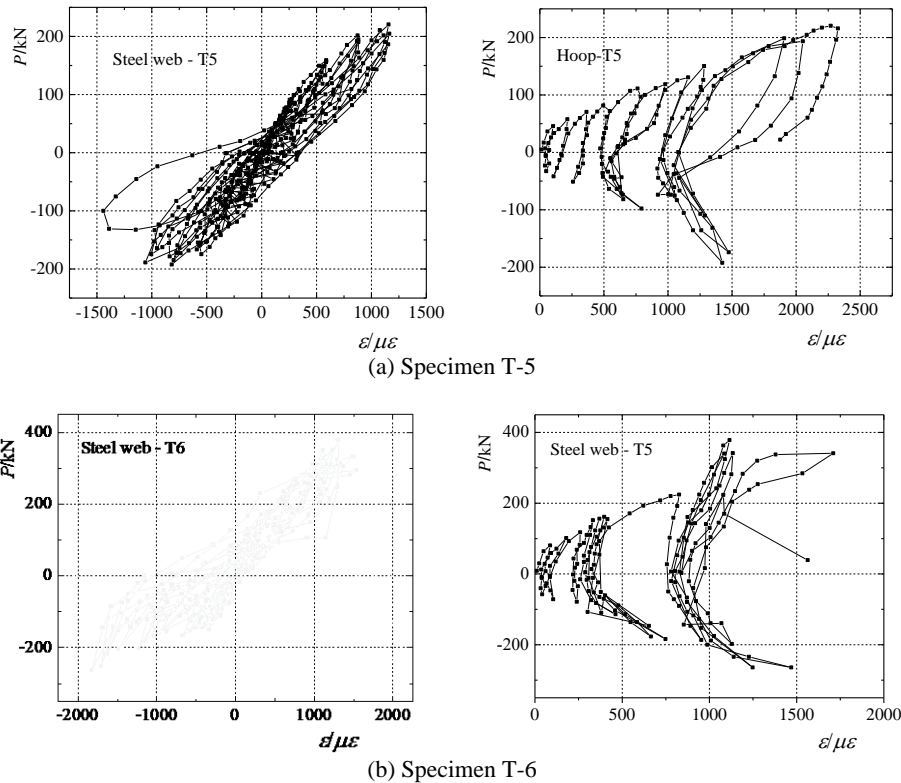 P/kN
200
100
0
-100
-200
Steel web - T5
-1500 -1000 -500 0 500 1000 1500
ε/με
P/kN
200
100
0
-100
-200
Hoop-T5
0 500 1000 1500 2000 2500
ε/με
(a) Specimen T-5
P/kN
400
200
0
-200
Steel web - T6
-2000 -1000 0 1000 2000
ε/με
P/kN
400
200
0
-200
Steel web - T5
0 500 1000 1500 2000
ε/με
(b) Specimen T-6